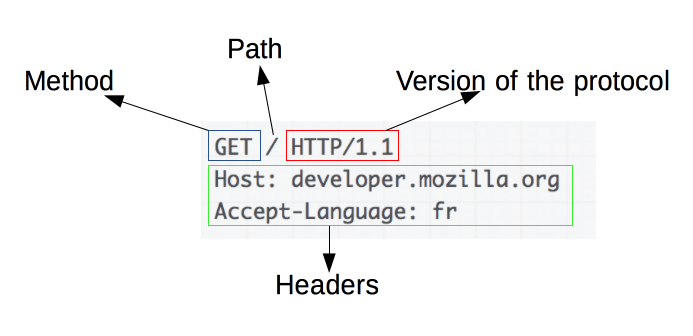 Path
Method
Version of the protocol
GET / HTTP/1.1
Host: developer.mozilla.org
Accept-Language: fr
Headers